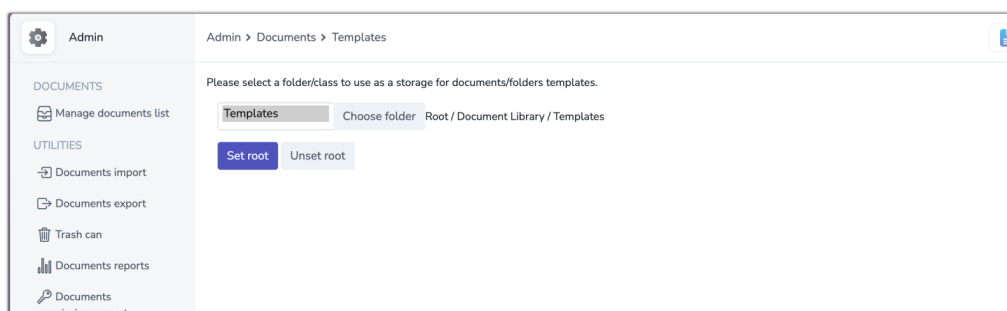 Admin
Admin > Documents > Templates
DOCUMENTS
Manage documents list
UTILITIES
Documents import
Documents export
Trash can
Documents reports
Documents
Please select a folder/class to use as a storage for documents/folders templates.
Templates Choose folder Root / Document Library / Templates
Set root Unset root